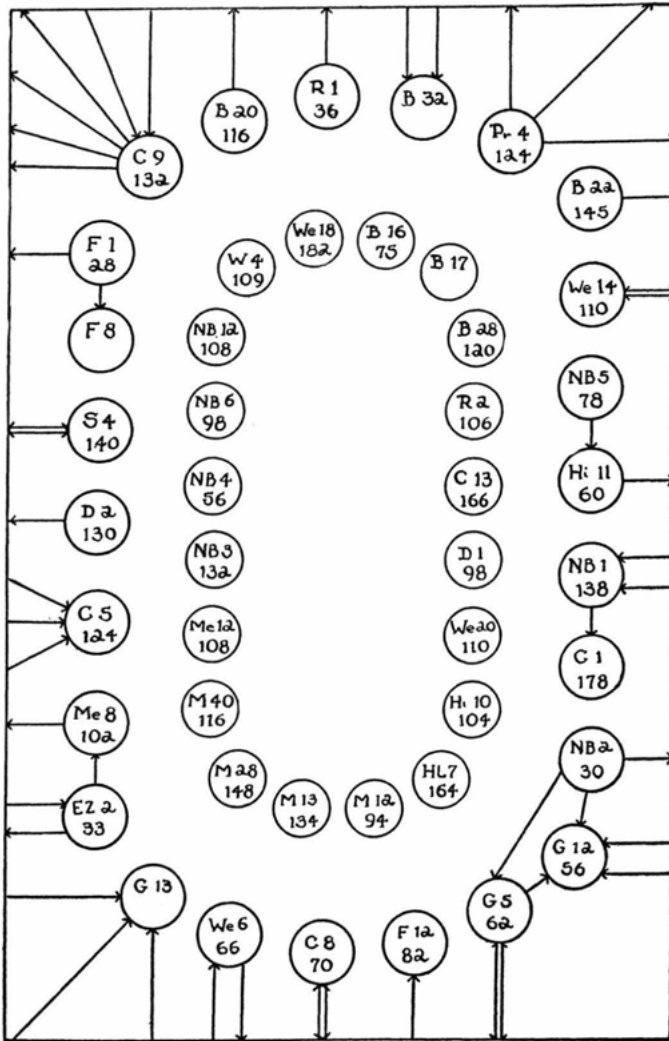 R 1
36
B 32
B 20
116
Pr 4
124
C 9
132
B 22
145
We 18
182
B 16
75
F 1
28
W 4
109
B 17
We 14
110
F 8
NB 12
108
B 28
120
NB 5
78
S 4
140
NB 6
98
R 2
106
Hi 11
60
D 2
130
NB 4
56
C 13
166
NB 3
132
D 1
98
NB 1
138
C 5
124
Me 12
108
We 20
110
C 1
178
Me 8
102
M 40
116
Hi 10
104
NB 2
30
M 28
148
HL 7
164
EZ 2
33
M 13
134
M 12
94
G 12
56
G 13
G 5
62
We 6
66
C 8
70
F 12
82